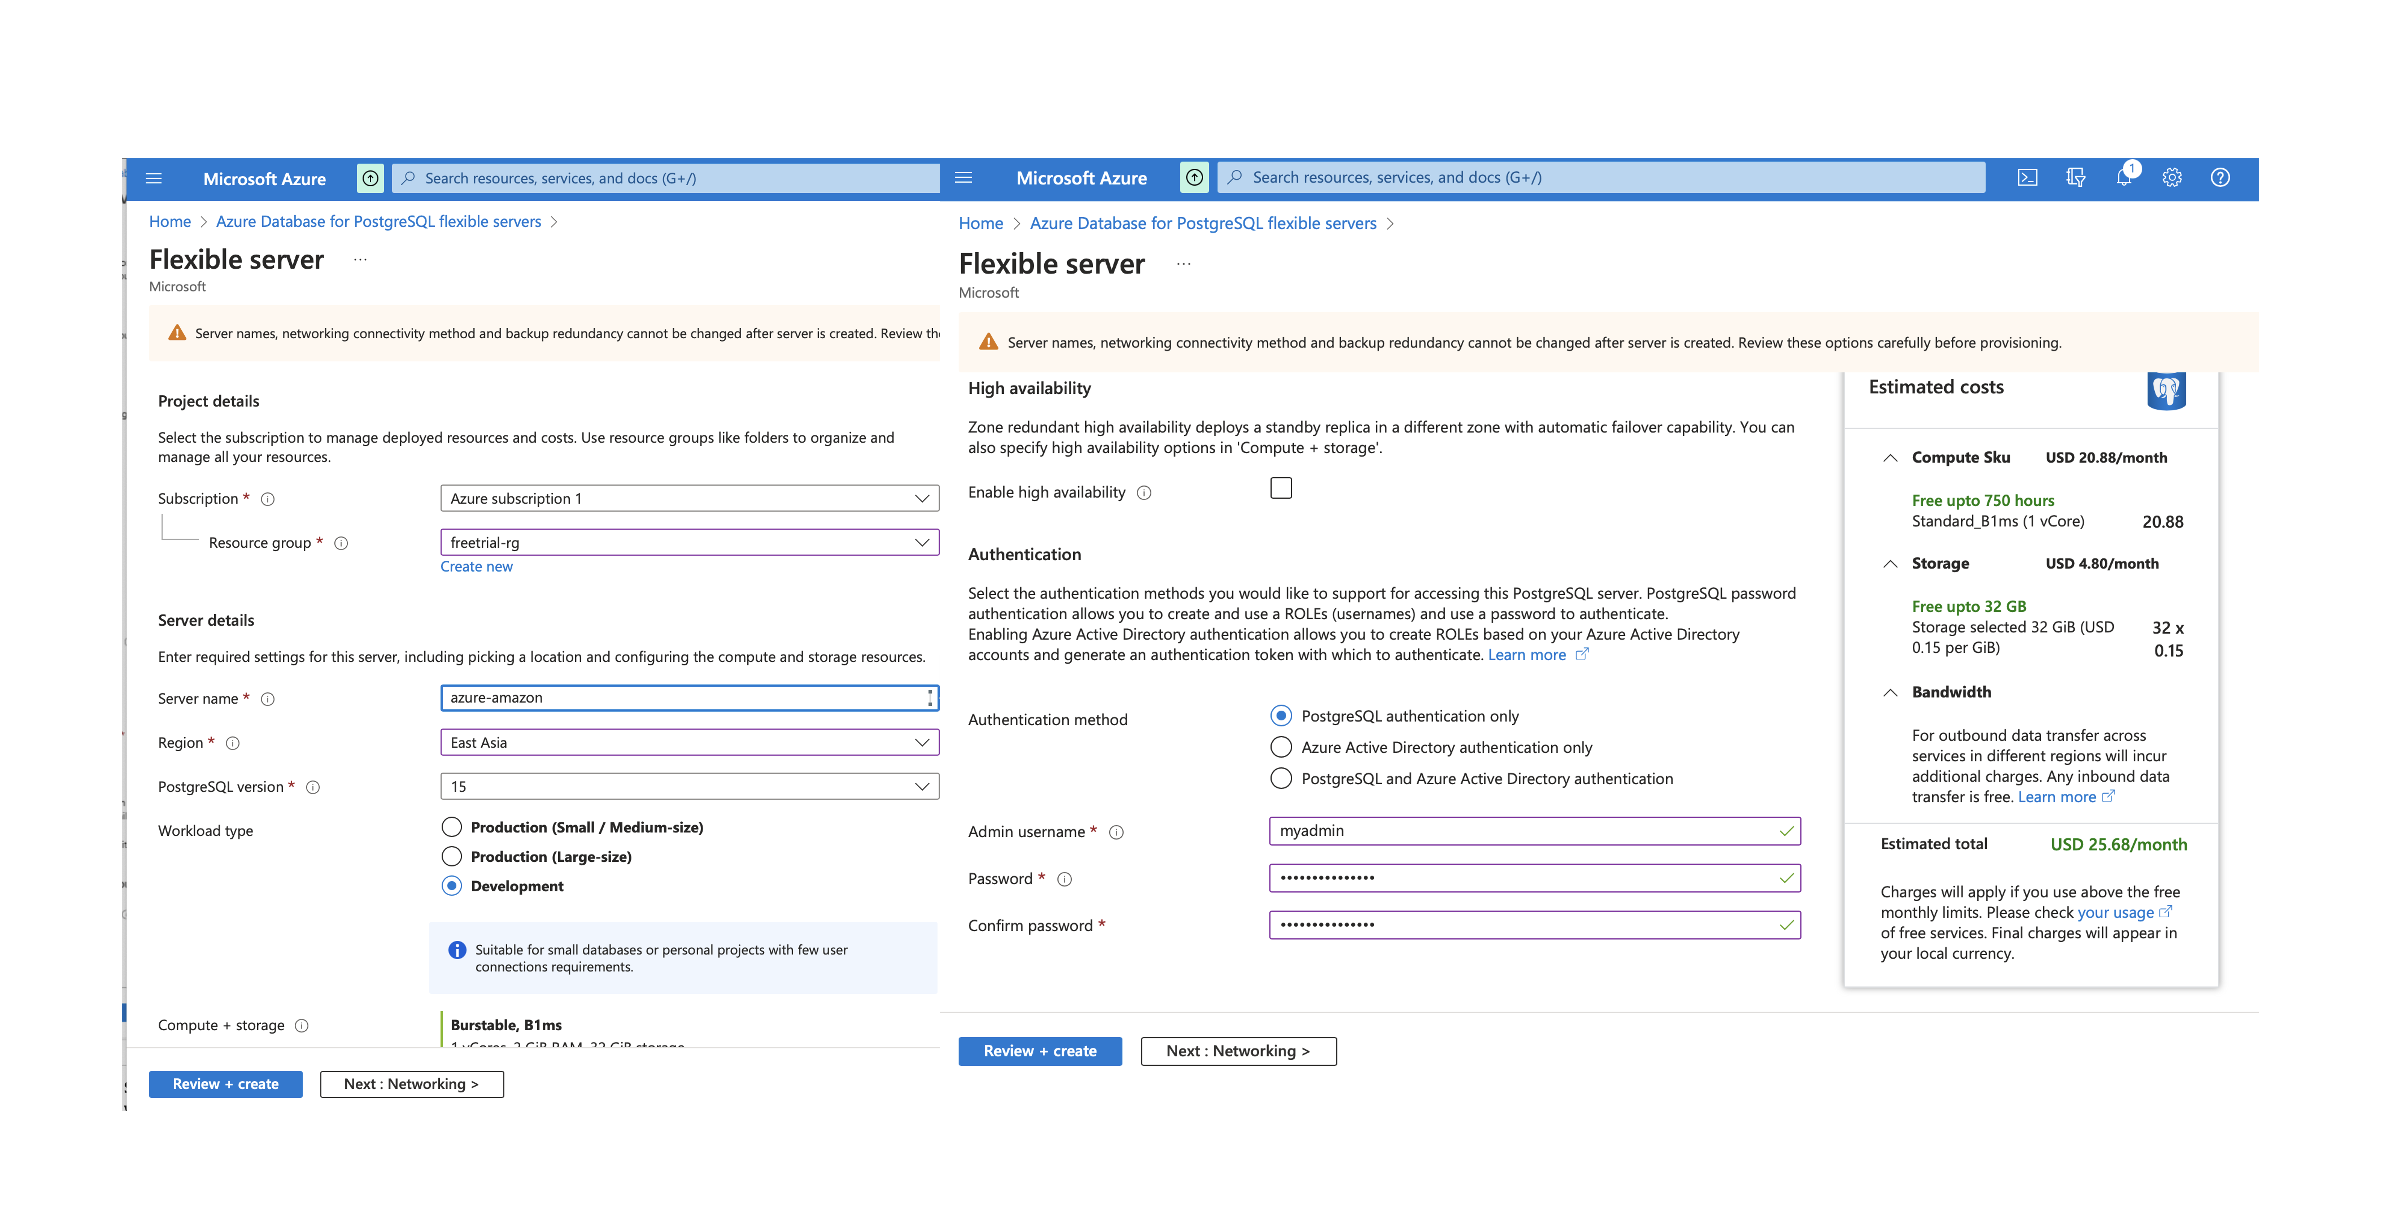 Microsoft Azure
Search resources, services, and docs (G+/)
Home > Azure Database for PostgreSQL flexible servers >
Flexible server ...
Microsoft
Server names, networking connectivity method and backup redundancy cannot be changed after server is created. Review
Project details
Select the subscription to manage deployed resources and costs. Use resource groups like folders to organize and
manage all your resources.
Subscription *
Azure subscription 1
Resource group *
freetrial-rg
Create new
Server details
Enter required settings for this server, including picking a location and configuring the compute and storage resources.
Server name *
azure-amazon
Region *
East Asia
PostgreSQL version *
15
Workload type
Production (Small / Medium-size)
Production (Large-size)
Development
Suitable for small databases or personal projects with few user
connections requirements.
Compute + storage
Burstable, B1ms
1 vCores, 2 GiB RAM, 32 GiB storage
Review + create
Next : Networking >
Microsoft Azure
Search resources, services, and docs (G+/)
1
Home > Azure Database for PostgreSQL flexible servers >
Flexible server ...
Microsoft
Server names, networking connectivity method and backup redundancy cannot be changed after server is created. Review these options carefully before provisioning.
High availability
Zone redundant high availability deploys a standby replica in a different zone with automatic failover capability. You can
also specify high availability options in 'Compute + storage'.
Enable high availability
Authentication
Select the authentication methods you would like to support for accessing this PostgreSQL server. PostgreSQL password
authentication allows you to create and use a ROLEs (usernames) and use a password to authenticate.
Enabling Azure Active Directory authentication allows you to create ROLEs based on your Azure Active Directory
accounts and generate an authentication token with which to authenticate. Learn more
Authentication method
PostgreSQL authentication only
Azure Active Directory authentication only
PostgreSQL and Azure Active Directory authentication
Admin username *
myadmin
Password *
•••••••••••••••
Confirm password *
•••••••••••••••
Review + create
Next : Networking >
Estimated costs
Compute Sku USD 20.88/month
Free upto 750 hours
Standard_B1ms (1 vCore) 20.88
Storage USD 4.80/month
Free upto 32 GB
Storage selected 32 GiB (USD 32 x
0.15 per GiB) 0.15
Bandwidth
For outbound data transfer across
services in different regions will incur
additional charges. Any inbound data
transfer is free. Learn more
Estimated total USD 25.68/month
Charges will apply if you use above the free
monthly limits. Please check your usage
of free services. Final charges will appear in
your local currency.